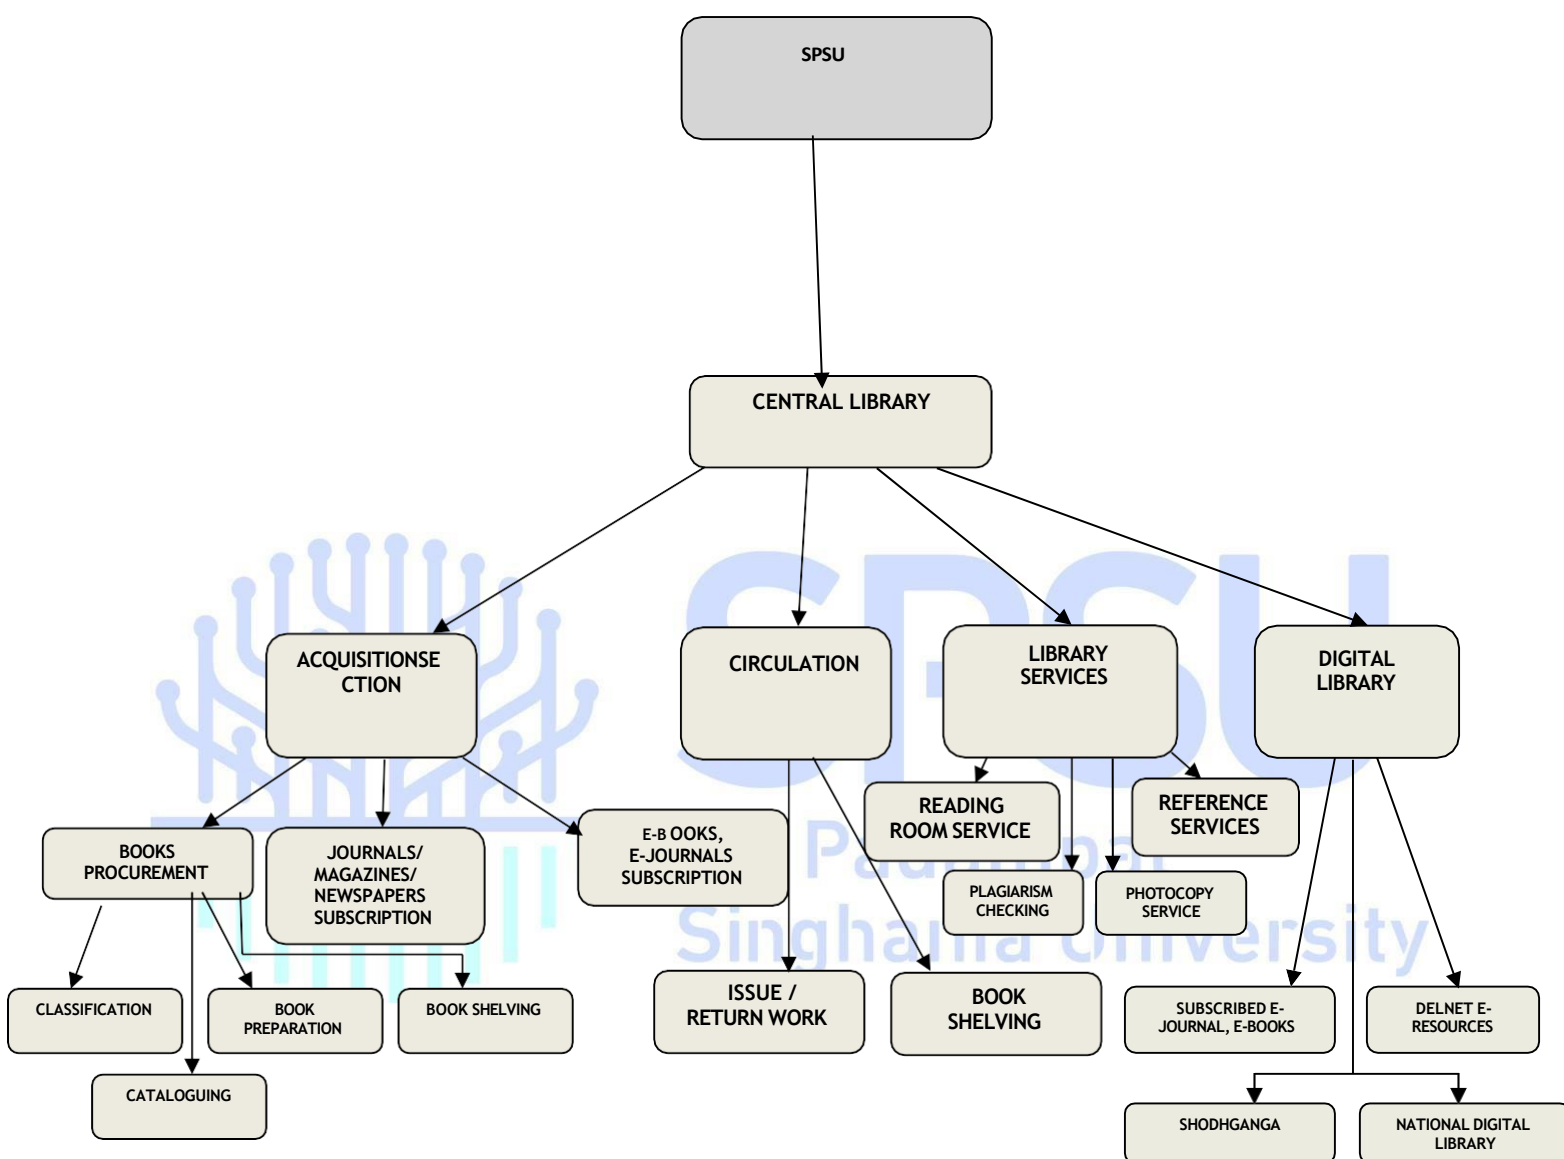 SPSU
CENTRAL LIBRARY
ACQUISITIONSE
CTION
CIRCULATION
LIBRARY
SERVICES
DIGITAL
LIBRARY
BOOKS
PROCUREMENT
JOURNALS/
MAGAZINES/
NEWSPAPERS
SUBSCRIPTION
E-B OOKS,
E-JOURNALS
SUBSCRIPTION
READING
ROOM SERVICE
REFERENCE
SERVICES
PLAGIARISM
CHECKING
PHOTOCOPY
SERVICE
CLASSIFICATION
BOOK
PREPARATION
BOOK SHELVING
CATALOGUING
ISSUE /
RETURN WORK
BOOK
SHELVING
SUBSCRIBED E-
JOURNAL, E-BOOKS
DELNET E-
RESOURCES
SHODHGANGA
NATIONAL DIGITAL
LIBRARY
SPSU
Singhania University